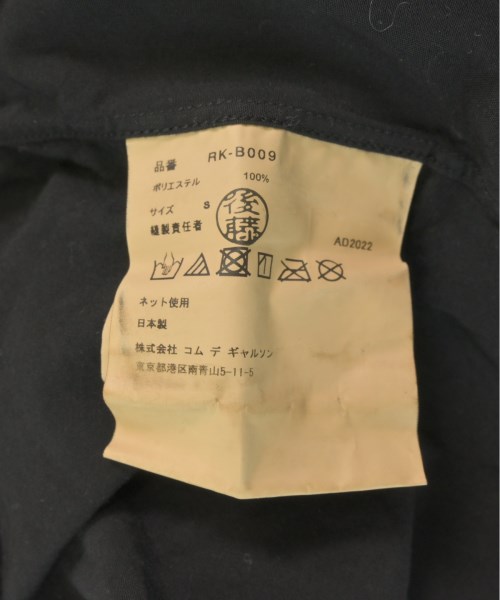 品番 RK-B009
ポリエステル 100%
サイズ S
縫製責任者 後藤
AD2022
ネット使用
日本製
株式会社 コム デ ギャルソン
東京都港区南青山5-11-5